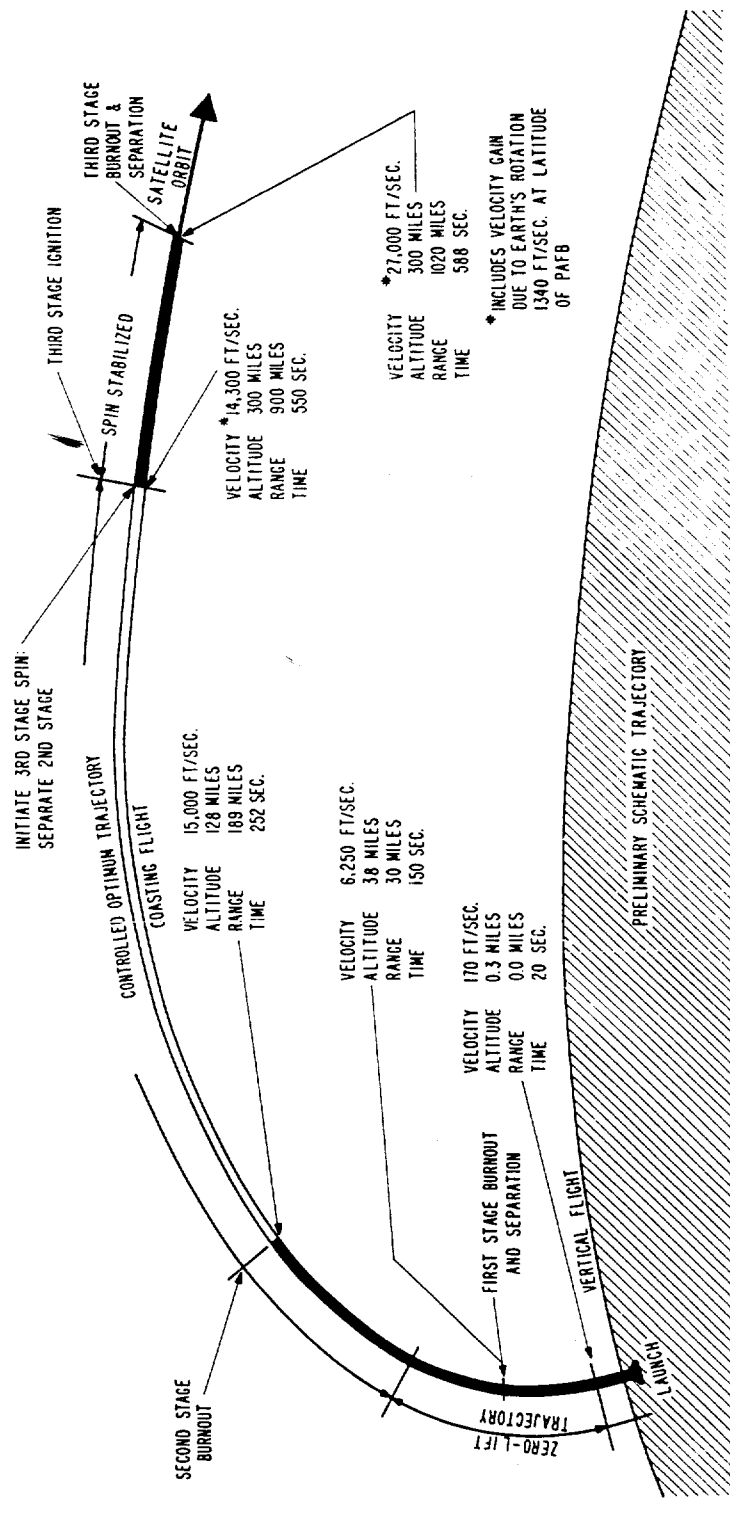 INITIATE 3RD STAGE SPIN:
SEPARATE 2ND STAGE
THIRD STAGE IGNITION
THIRD STAGE
BURNOUT &
SEPARATION
SPIN STABILIZED
SATELLITE
ORBIT
CONTROLLED OPTIMUM TRAJECTORY
COASTING FLIGHT
SECOND STAGE
BURNOUT
VELOCITY 15,000 FT/SEC.
ALTITUDE 128 MILES
RANGE 189 MILES
TIME 252 SEC.
VELOCITY *14,300 FT/SEC.
ALTITUDE 300 MILES
RANGE 900 MILES
TIME 550 SEC.
VELOCITY 6,250 FT/SEC.
ALTITUDE 38 MILES
RANGE 30 MILES
TIME 150 SEC.
VELOCITY *27,000 FT/SEC.
ALTITUDE 300 MILES
RANGE 1020 MILES
TIME 588 SEC.
*INCLUDES VELOCITY GAIN
DUE TO EARTH'S ROTATION
1340 FT/SEC. AT LATITUDE
OF PAFB
VELOCITY 170 FT/SEC.
ALTITUDE 0.3 MILES
RANGE 0.0 MILES
TIME 20 SEC.
FIRST STAGE BURNOUT
AND SEPARATION
ZERO-LIFT
TRAJECTORY
VERTICAL FLIGHT
LAUNCH
PRELIMINARY SCHEMATIC TRAJECTORY